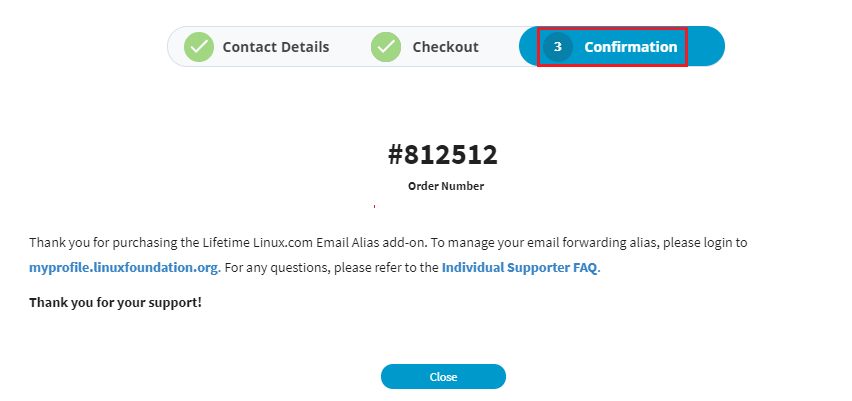 Contact Details Checkout 3 Confirmation
#812512
Order Number
Thank you for purchasing the Lifetime Linux.com Email Alias add-on. To manage your email forwarding alias, please login to
myprofile.linuxfoundation.org. For any questions, please refer to the Individual Supporter FAQ.
Thank you for your support!
Close